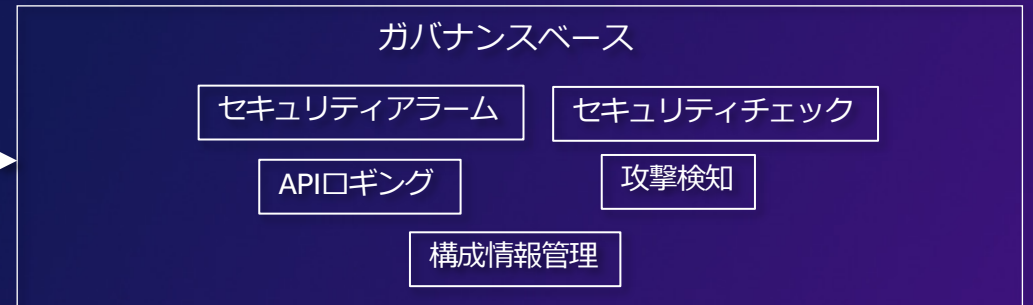 ガバナンスベース
セキュリティアラーム
セキュリティチェック
APIロギング
攻撃検知
構成情報管理